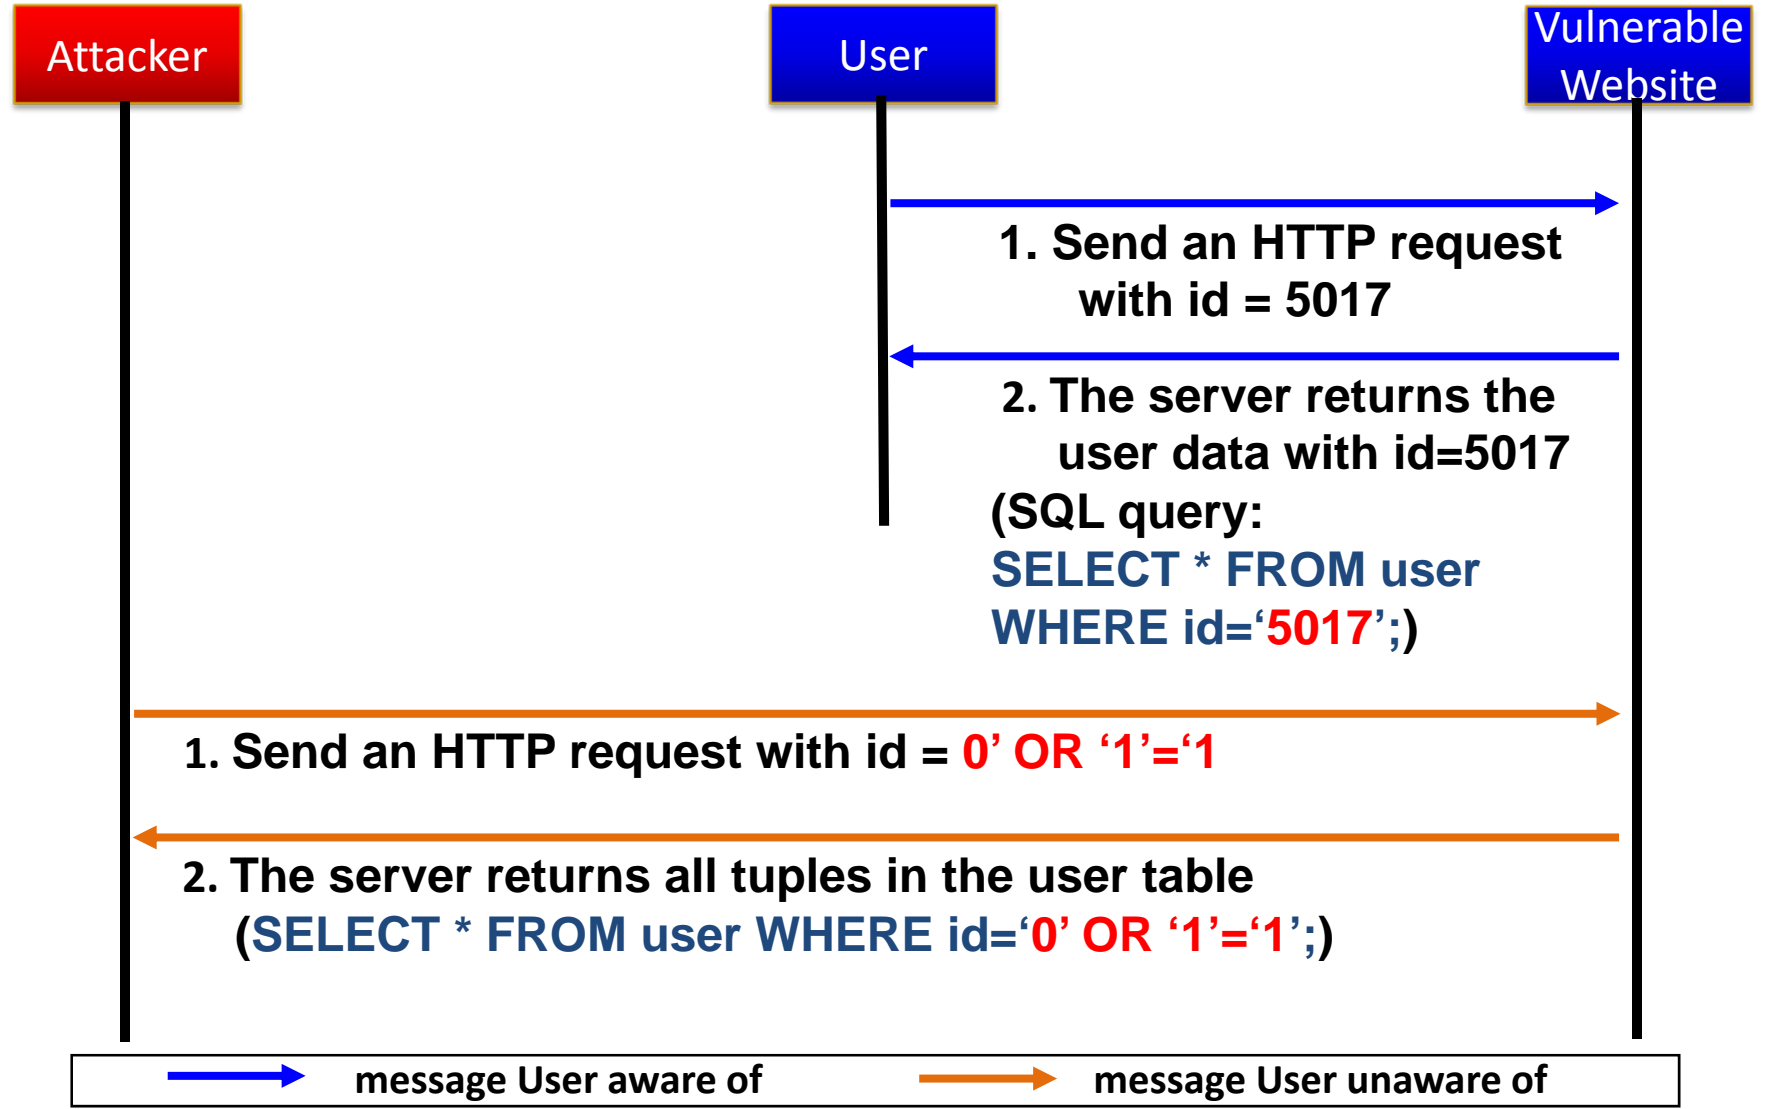 Attacker
User
Vulnerable
Website
1. Send an HTTP request
with id = 5017
2. The server returns the
user data with id=5017
(SQL query:
SELECT * FROM user
WHERE id=‘5017’;)
1. Send an HTTP request with id = 0’ OR ‘1’=‘1
2. The server returns all tuples in the user table
(SELECT * FROM user WHERE id=‘0’ OR ‘1’=‘1’;)
message User aware of
message User unaware of